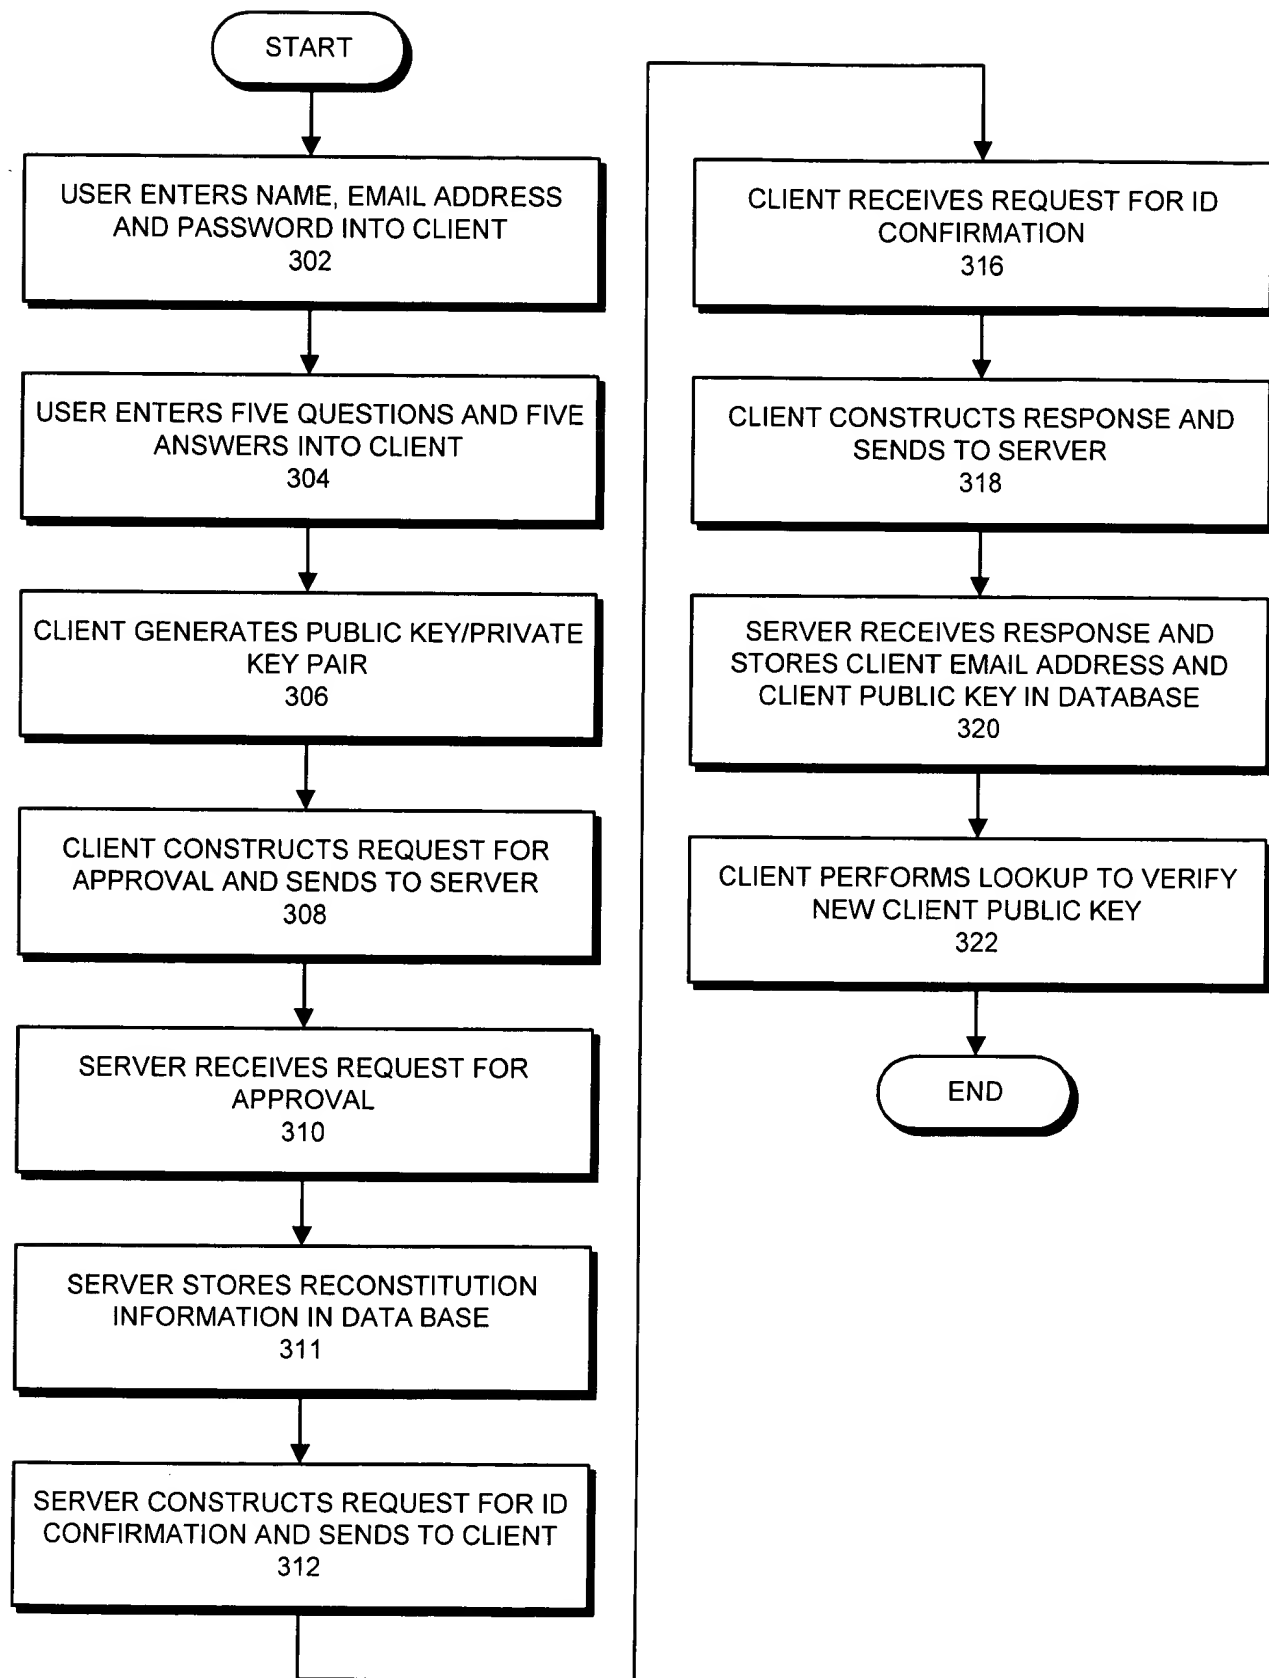 START
USER ENTERS NAME, EMAIL ADDRESS
AND PASSWORD INTO CLIENT
302
USER ENTERS FIVE QUESTIONS AND FIVE
ANSWERS INTO CLIENT
304
CLIENT GENERATES PUBLIC KEY/PRIVATE
KEY PAIR
306
CLIENT CONSTRUCTS REQUEST FOR
APPROVAL AND SENDS TO SERVER
308
SERVER RECEIVES REQUEST FOR
APPROVAL
310
SERVER STORES RECONSTITUTION
INFORMATION IN DATA BASE
311
SERVER CONSTRUCTS REQUEST FOR ID
CONFIRMATION AND SENDS TO CLIENT
312
CLIENT RECEIVES REQUEST FOR ID
CONFIRMATION
316
CLIENT CONSTRUCTS RESPONSE AND
SENDS TO SERVER
318
SERVER RECEIVES RESPONSE AND
STORES CLIENT EMAIL ADDRESS AND
CLIENT PUBLIC KEY IN DATABASE
320
CLIENT PERFORMS LOOKUP TO VERIFY
NEW CLIENT PUBLIC KEY
322
END